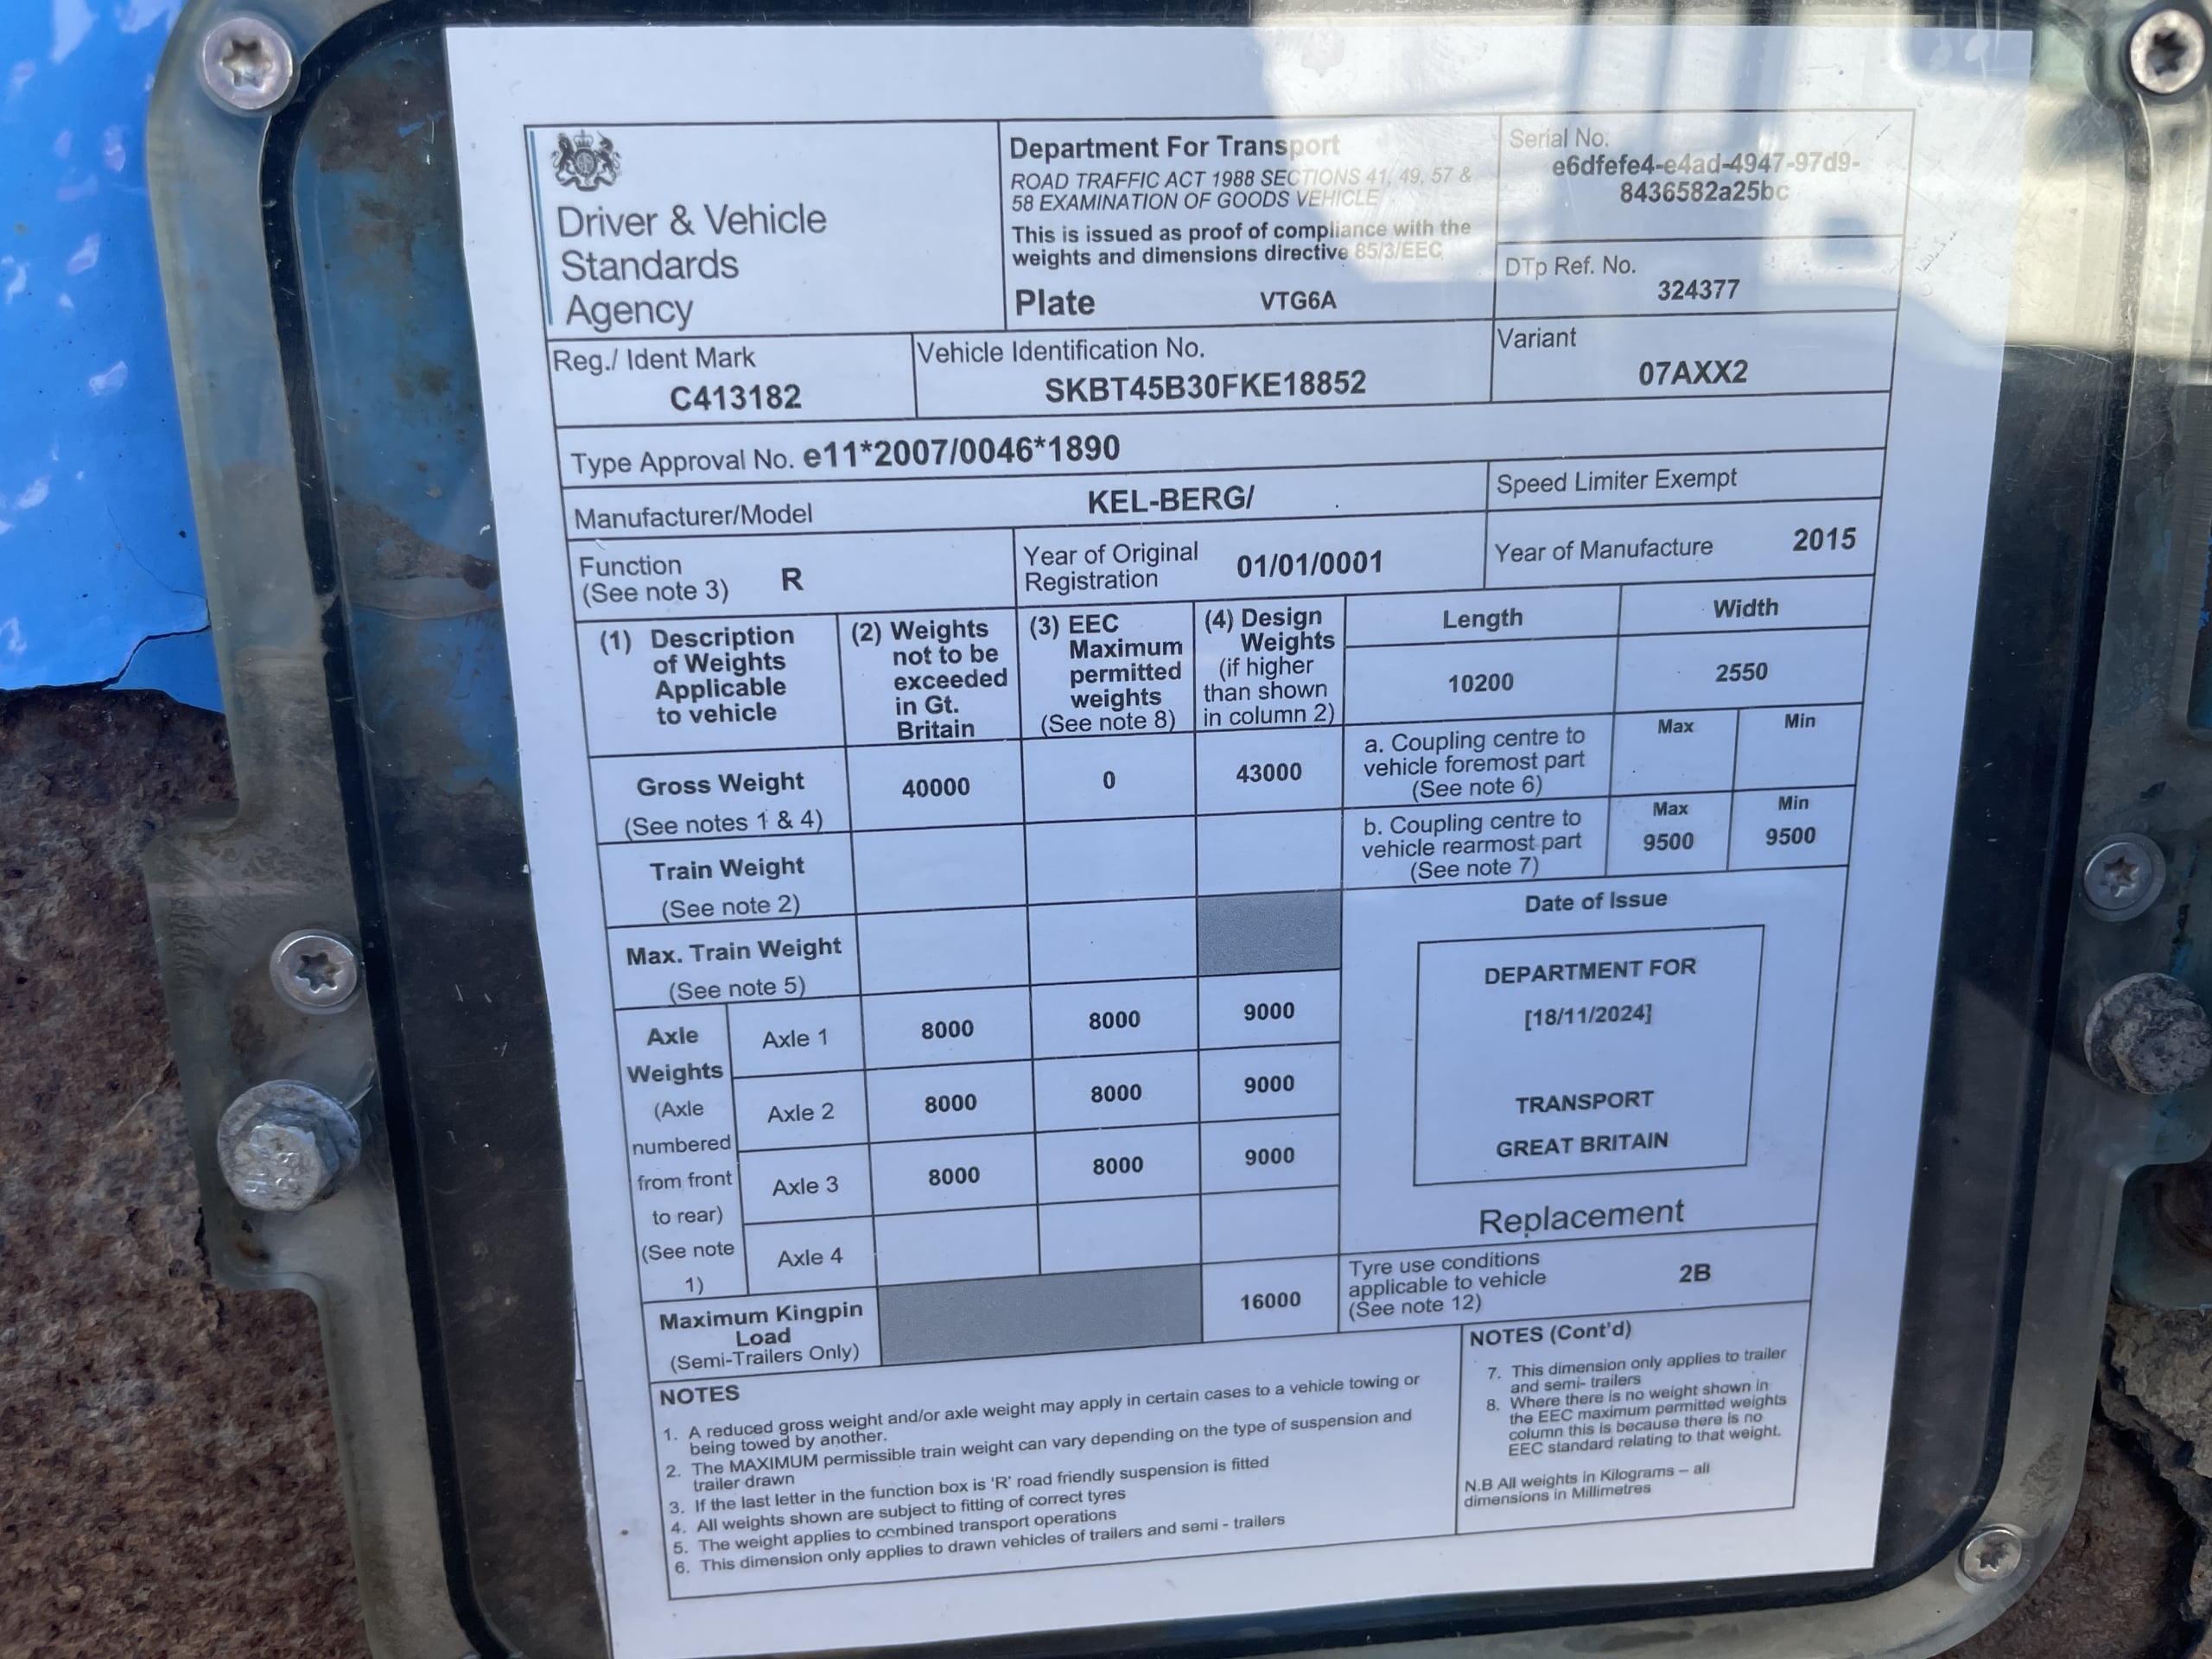 Driver & Vehicle
Standards
Agency
Department For Transport
ROAD TRAFFIC ACT 1988 SECTIONS 41, 49, 57 &
58 EXAMINATION OF GOODS VEHICLE
This is issued as proof of compliance with the
weights and dimensions directive 85/3/EEC
Plate VTG6A
Serial No.
e6dfefe4-e4ad-4947-97d9-
8436582a25bc
DTp Ref. No.
324377
Reg./ Ident Mark
C413182
Vehicle Identification No.
SKBT45B30FKE18852
Variant
07AXX2
Type Approval No. e11*2007/0046*1890
Manufacturer/Model KEL-BERG/
Speed Limiter Exempt
Function
(See note 3) R
Year of Original
Registration 01/01/0001
Year of Manufacture 2015
(1) Description
of Weights
Applicable
to vehicle
(2) Weights
not to be
exceeded
in Gt.
Britain
(3) EEC
Maximum
permitted
weights
(See note 8)
(4) Design
Weights
(if higher
than shown
in column 2)
Length
Width
10200
2550
Gross Weight
(See notes 1 & 4)
40000
0
43000
a. Coupling centre to
vehicle foremost part
(See note 6)
Max
Min
b. Coupling centre to
vehicle rearmost part
(See note 7)
Max
9500
Min
9500
Train Weight
(See note 2)
Max. Train Weight
(See note 5)
Date of Issue
DEPARTMENT FOR
[18/11/2024]
TRANSPORT
GREAT BRITAIN
Replacement
Axle
Weights
(Axle
numbered
from front
to rear)
(See note
1)
Axle 1 8000 8000 9000
Axle 2 8000 8000 9000
Axle 3 8000 8000 9000
Axle 4
Maximum Kingpin
Load
(Semi-Trailers Only)
16000
Tyre use conditions
applicable to vehicle
(See note 12)
2B
NOTES
1. A reduced gross weight and/or axle weight may apply in certain cases to a vehicle towing or
being towed by another.
2. The MAXIMUM permissible train weight can vary depending on the type of suspension and
trailer drawn
3. If the last letter in the function box is 'R' road friendly suspension is fitted
4. All weights shown are subject to fitting of correct tyres
5. The weight applies to combined transport operations
6. This dimension only applies to drawn vehicles of trailers and semi - trailers
NOTES (Cont'd)
7. This dimension only applies to trailer
and semi- trailers
8. Where there is no weight shown in
the EEC maximum permitted weights
column this is because there is no
EEC standard relating to that weight.
N.B All weights in Kilograms – all
dimensions in Millimetres